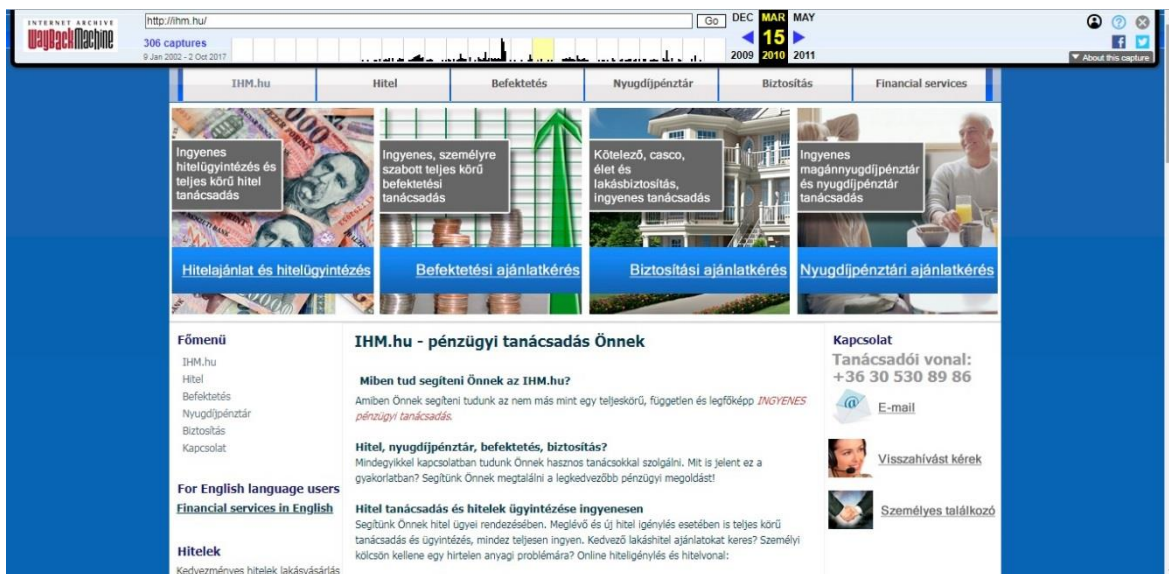 INTERNET ARCHIVE
WayBackMachine
http://ihm.hu/
Go
DEC MAR MAY
306 captures
15
9 Jan 2002 - 2 Oct 2017
2009 2010 2011
About this capture
IHM.hu
Hitel
Befektetés
Nyugdíjpénztár
Biztosítás
Financial services
Ingyenes
hitelügyintézés és
teljes körű hitel
tanácsadás
Hitelajánlat és hitelügyintézés
Ingyenes, személyre
szabott teljes körű
befektetési
tanácsadás
Befektetési ajánlatkérés
Kötelező, casco,
élet és
lakásbiztosítás,
ingyenes tanácsadás
Biztosítási ajánlatkérés
Ingyenes
magánnyugdíjpénztár
és nyugdíjpénztár
tanácsadás
Nyugdíjpénztári ajánlatkérés
Főmenü
IHM.hu
Hitel
Befektetés
Nyugdíjpénztár
Biztosítás
Kapcsolat
For English language users
Financial services in English
Hitelek
Kedvezményes hitelek lakásvásárlás
IHM.hu - pénzügyi tanácsadás Önnek
Miben tud segíteni Önnek az IHM.hu?
Amiben Önnek segíteni tudunk az nem más mint egy teljeskörű, független és legfőképp INGYENES
pénzügyi tanácsadás.
Hitel, nyugdíjpénztár, befektetés, biztosítás?
Mindegyikkel kapcsolatban tudunk Önnek hasznos tanácsokkal szolgálni. Mit is jelent ez a
gyakorlatban? Segítünk Önnek megtalálni a legkedvezőbb pénzügyi megoldást!
Hitel tanácsadás és hitelek ügyintézése ingyenesen
Segítünk Önnek hitel ügyei rendezésében. Meglévő és új hitel igénylés esetében is teljes körű
tanácsadás és ügyintézés, mindez teljesen ingyen. Kedvező lakáshitel ajánlatokat keres? Személyi
kölcsön kellene egy hirtelen anyagi problémára? Online hiteligénylés és hitelvonal:
Kapcsolat
Tanácsadói vonal:
+36 30 530 89 86
E-mail
Visszahívást kérek
Személyes találkozó